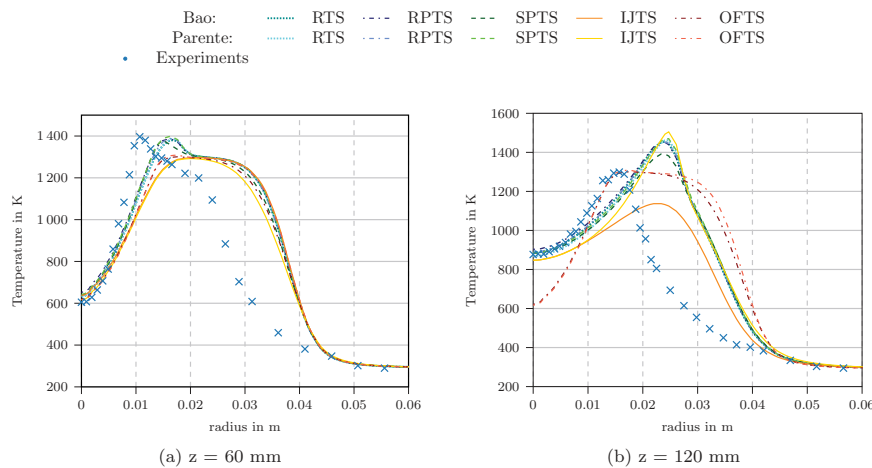 Bao: RTS RPTS SPTS IJTS OFTS
Parente: RTS RPTS SPTS IJTS OFTS
Experiments
1 400
1 200
1 000
800
600
400
200
Temperature in K
0 0.01 0.02 0.03 0.04 0.05 0.06
radius in m
(a) z = 60 mm
1600
1400
1200
1000
800
600
400
200
Temperature in K
0 0.01 0.02 0.03 0.04 0.05 0.06
radius in m
(b) z = 120 mm